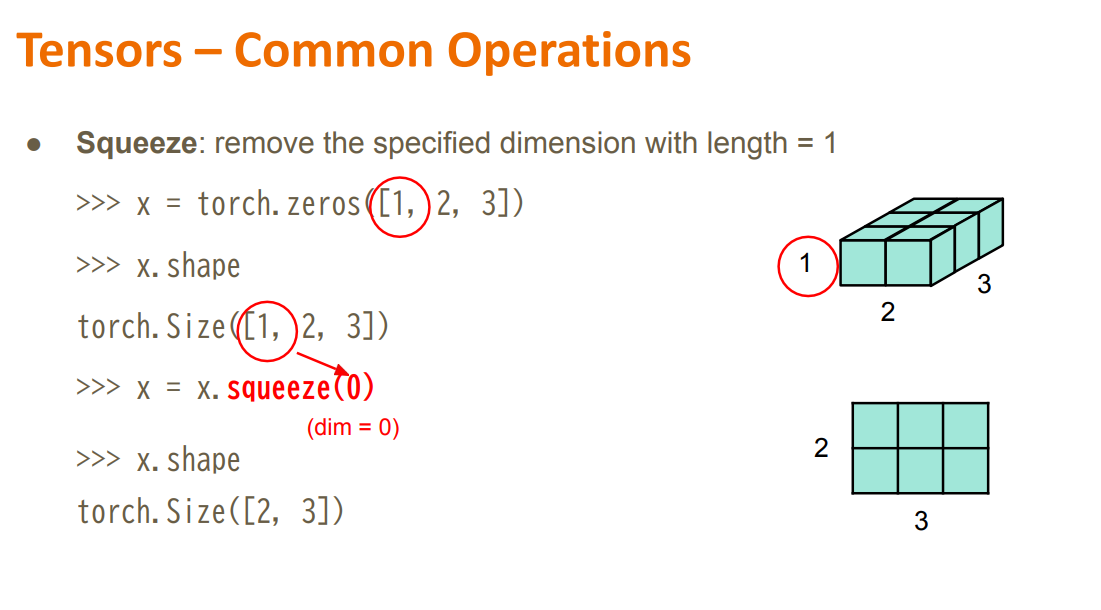 Tensors – Common Operations
● Squeeze: remove the specified dimension with length = 1
>>> x = torch.zeros([1, 2, 3])
>>> x.shape
torch.Size([1, 2, 3])
>>> x = x.squeeze(0)
(dim = 0)
>>> x.shape
torch.Size([2, 3])
1
2
3
2
3